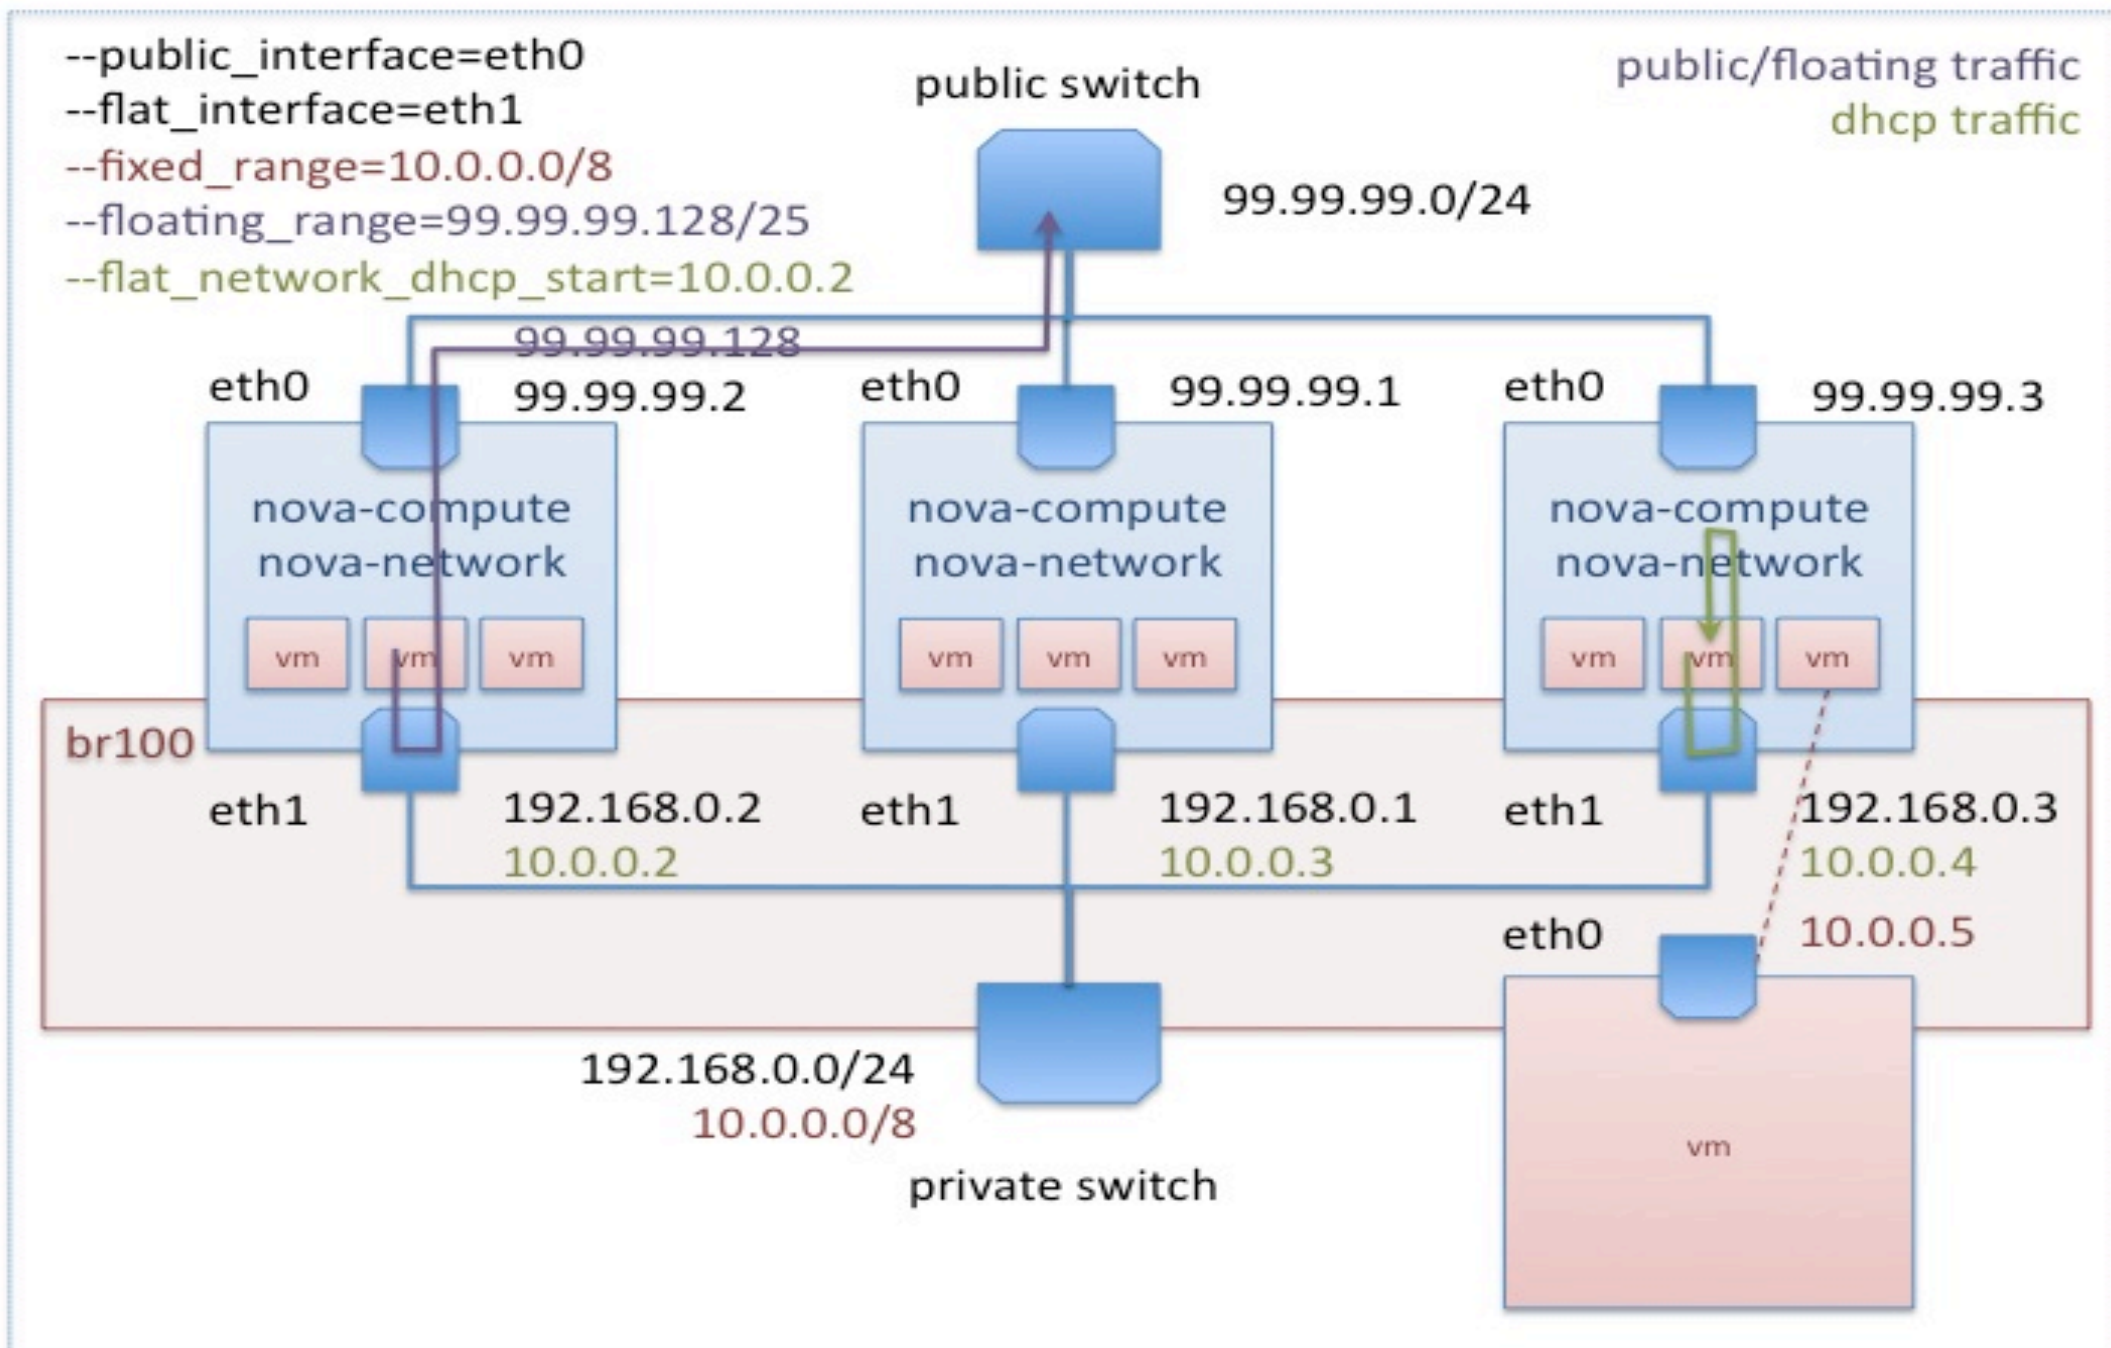 --public_interface=eth0
--flat_interface=eth1
--fixed_range=10.0.0.0/8
--floating_range=99.99.99.128/25
--flat_network_dhcp_start=10.0.0.2
public switch
public/floating traffic
dhcp traffic
99.99.99.0/24
99.99.99.128
eth0
99.99.99.2
eth0
99.99.99.1
eth0
99.99.99.3
nova-compute
nova-network
nova-compute
nova-network
nova-compute
nova-network
vm
vm
vm
vm
vm
vm
vm
vm
vm
br100
eth1
192.168.0.2
10.0.0.2
eth1
192.168.0.1
10.0.0.3
eth1
192.168.0.3
10.0.0.4
eth0
10.0.0.5
192.168.0.0/24
10.0.0.0/8
private switch
vm